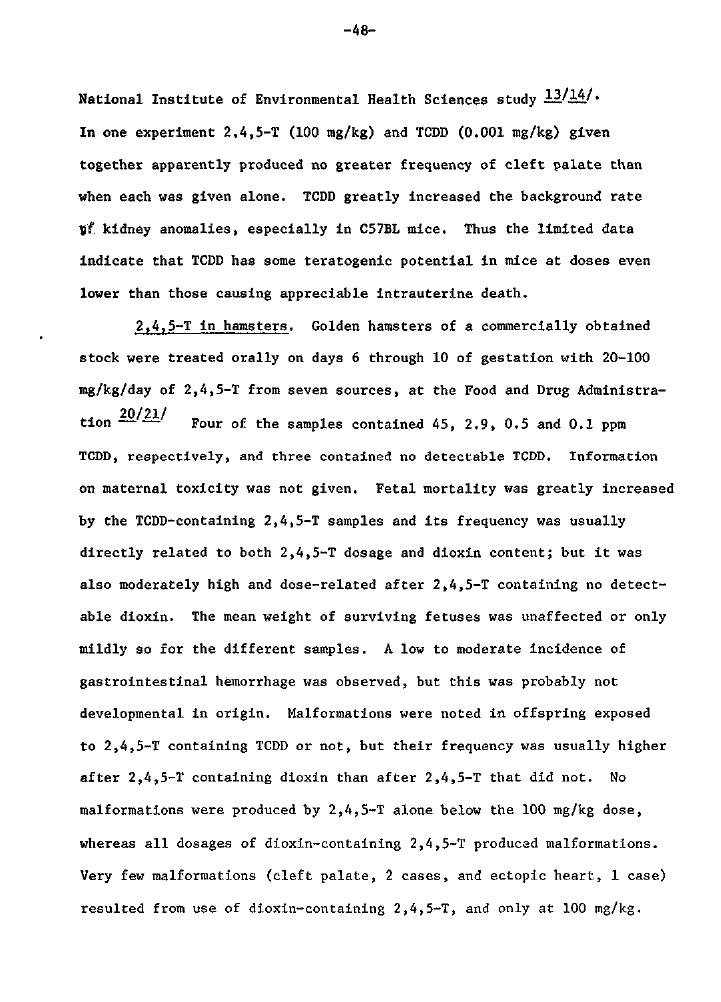 -48-
National Institute of Environmental Health Sciences study 13/14/.
In one experiment 2,4,5-T (100 mg/kg) and TCDD (0.001 mg/kg) given
together apparently produced no greater frequency of cleft palate than
when each was given alone. TCDD greatly increased the background rate
of kidney anomalies, especially in C57BL mice. Thus the limited data
indicate that TCDD has some teratogenic potential in mice at doses even
lower than those causing appreciable intrauterine death.
2,4,5-T in hamsters. Golden hamsters of a commercially obtained
stock were treated orally on days 6 through 10 of gestation with 20-100
mg/kg/day of 2,4,5-T from seven sources, at the Food and Drug Administra-
tion 20/21/ Four of the samples contained 45, 2.9, 0.5 and 0.1 ppm
TCDD, respectively, and three contained no detectable TCDD. Information
on maternal toxicity was not given. Fetal mortality was greatly increased
by the TCDD-containing 2,4,5-T samples and its frequency was usually
directly related to both 2,4,5-T dosage and dioxin content; but it was
also moderately high and dose-related after 2,4,5-T containing no detect-
able dioxin. The mean weight of surviving fetuses was unaffected or only
mildly so for the different samples. A low to moderate incidence of
gastrointestinal hemorrhage was observed, but this was probably not
developmental in origin. Malformations were noted in offspring exposed
to 2,4,5-T containing TCDD or not, but their frequency was usually higher
after 2,4,5-T containing dioxin than after 2,4,5-T that did not. No
malformations were produced by 2,4,5-T alone below the 100 mg/kg dose,
whereas all dosages of dioxin-containing 2,4,5-T produced malformations.
Very few malformations (cleft palate, 2 cases, and ectopic heart, 1 case)
resulted from use of dioxin-containing 2,4,5-T, and only at 100 mg/kg.